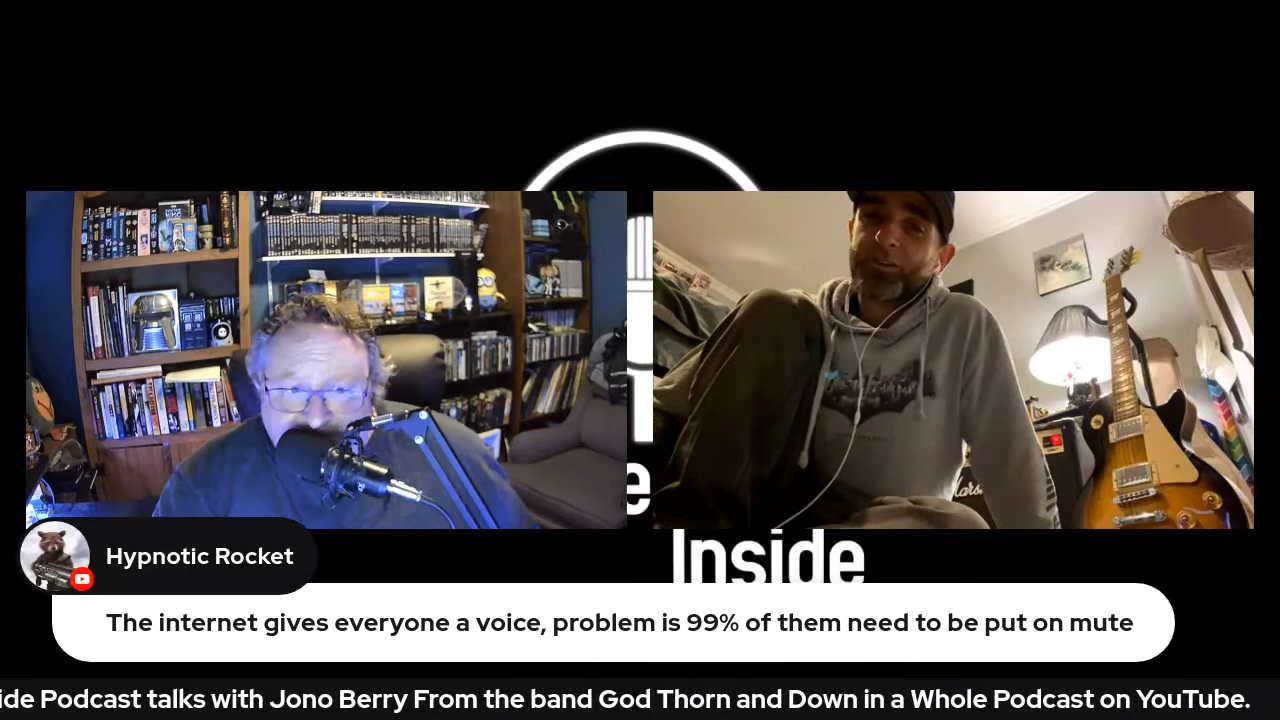 Mars
e
Inside
Hypnotic Rocket
The internet gives everyone a voice, problem is 99% of them need to be put on mute
ide Podcast talks with Jono Berry From the band God Thorn and Down in a Whole Podcast on YouTube.